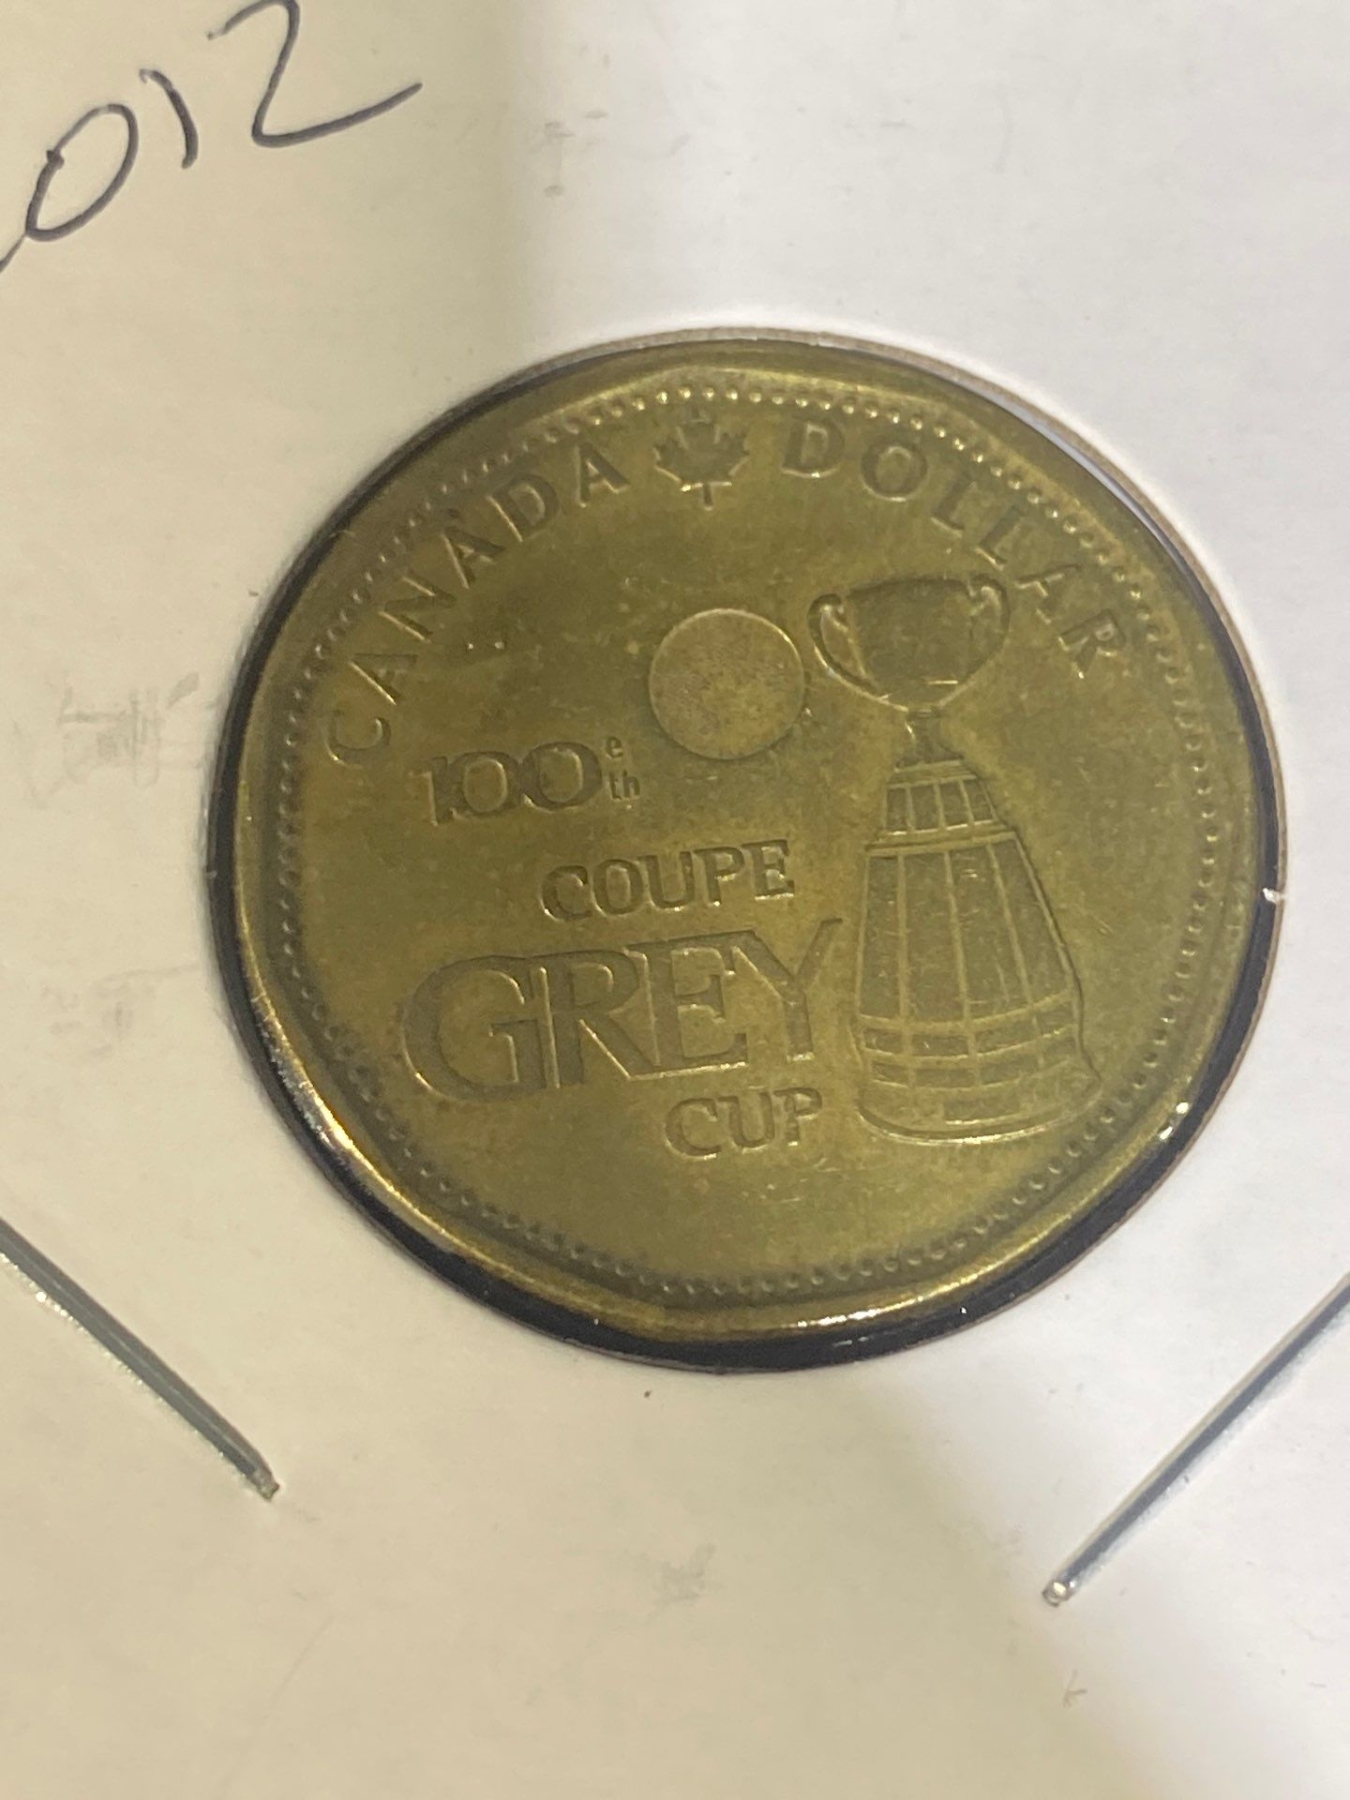 2012
CANADA DOLLAR
100e
th
COUPE
GREY
CUP